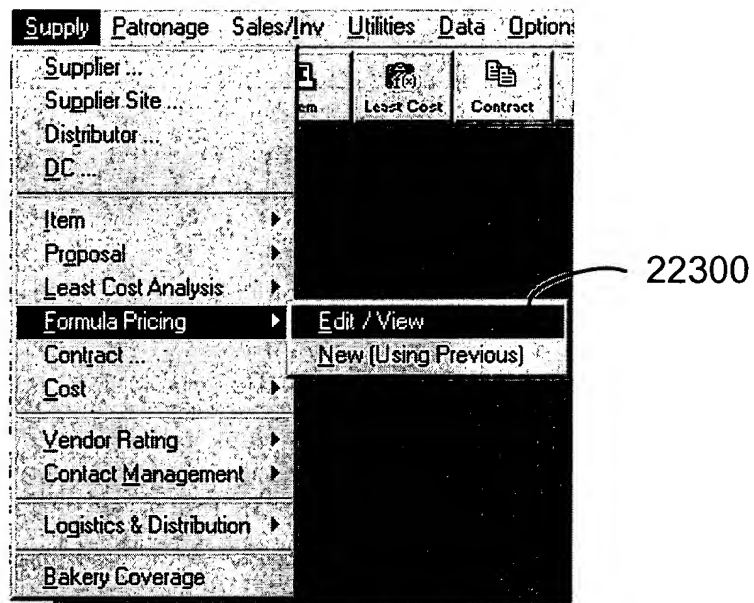 Supply Patronage Sales/Inv Utilities Data Option
Supplier ...
Supplier Site ...
Distributor ...
DC ...
Least Cost
Contract
Item
Proposal
Least Cost Analysis
22300
Formula Pricing
Edit / View
Contract ...
New (Using Previous)
Cost
Vendor Rating
Contact Management
Logistics & Distribution
Bakery Coverage